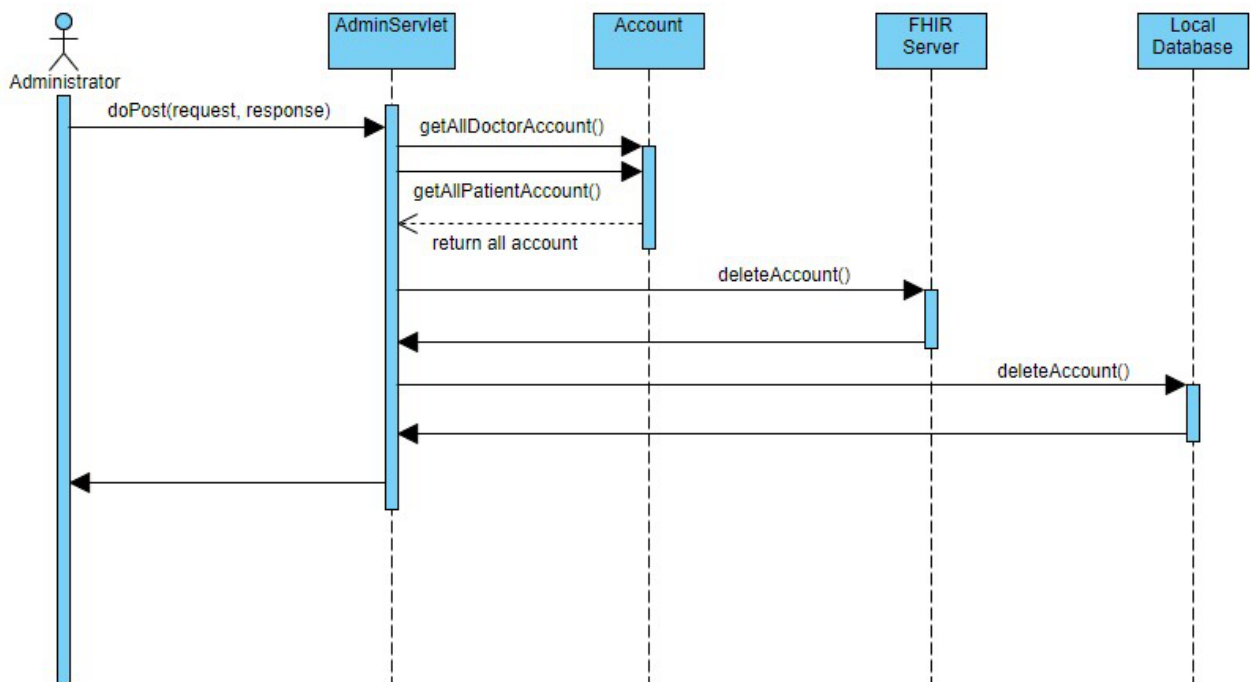 AdminServlet
Account
FHIR
Server
Local
Database
Administrator
doPost(request, response)
getAllDoctorAccount()
getAllPatientAccount()
return all account
deleteAccount()
deleteAccount()